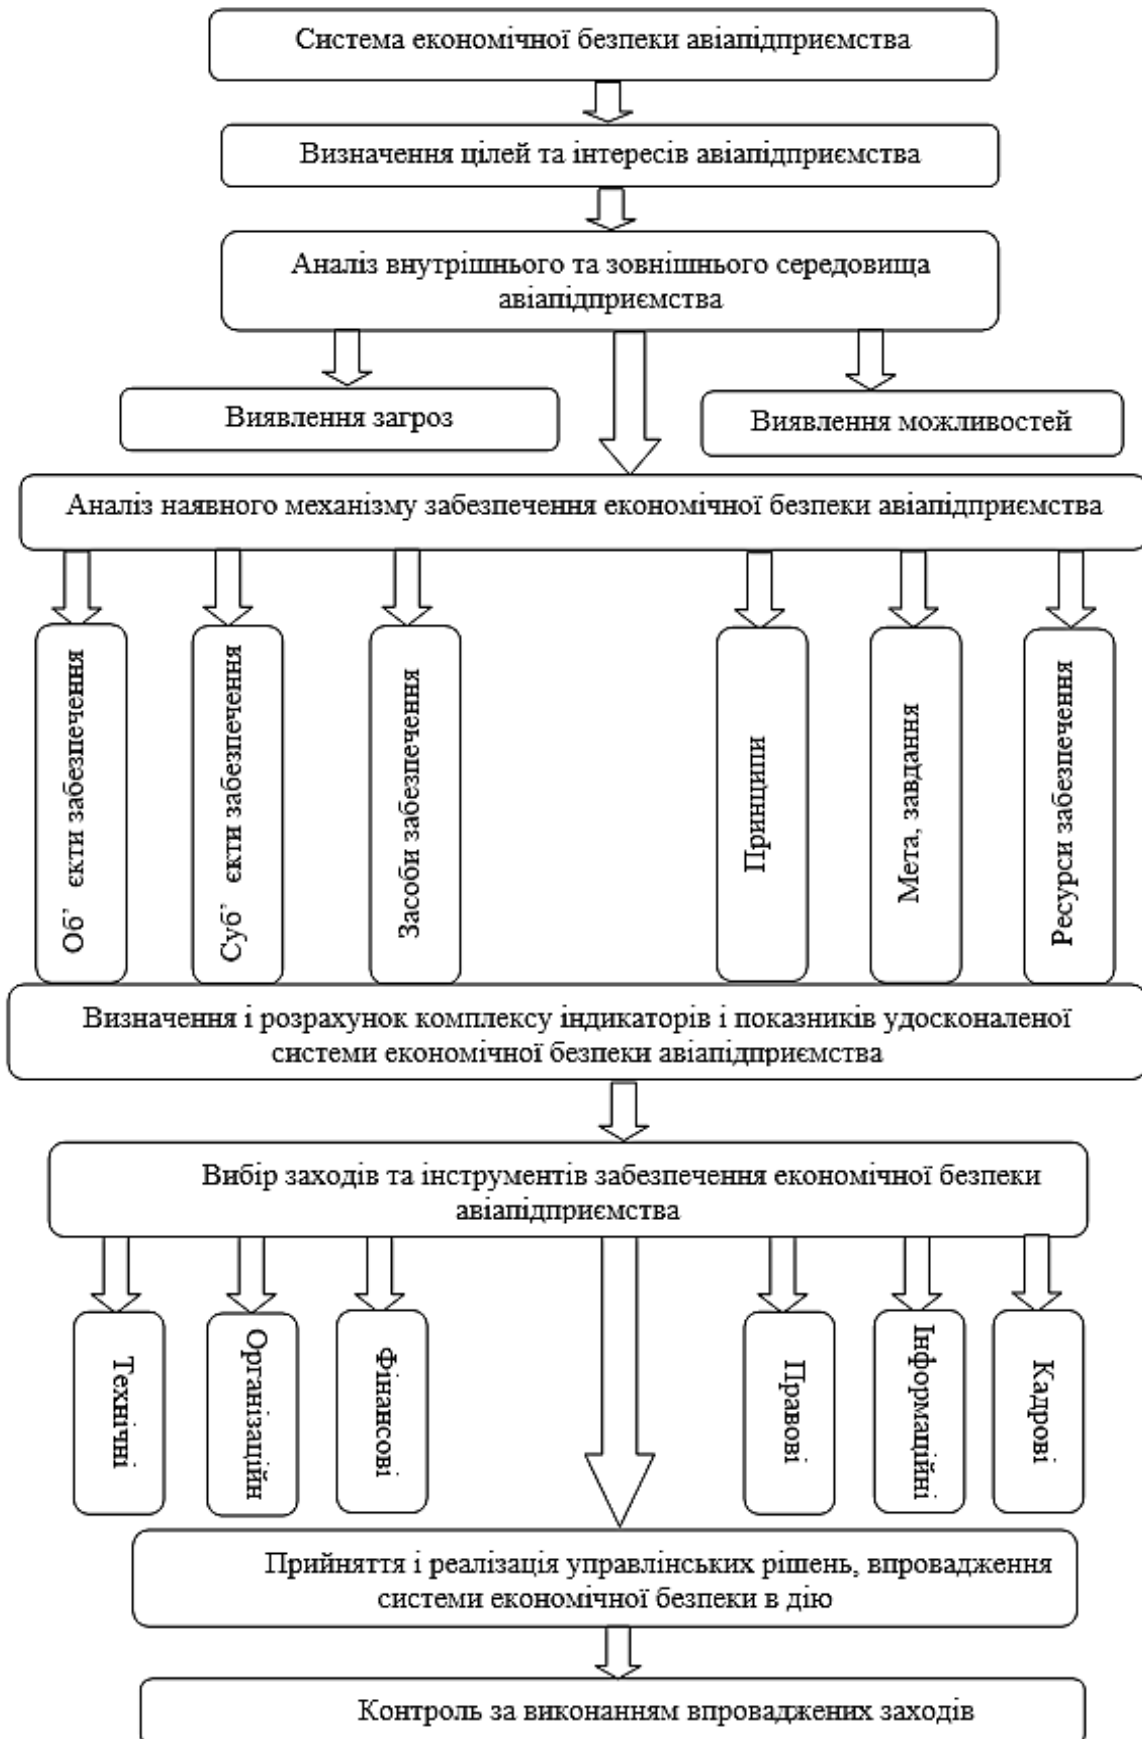 Система економічної безпеки авіапідприємства
Визначення цілей та інтересів авіапідприємства
Аналіз внутрішнього та зовнішнього середовища
авіапідприємства
Виявлення загроз
Виявлення можливостей
Аналіз наявного механізму забезпечення економічної безпеки авіапідприємства
Об’ єкти забезпечення
Суб’ єкти забезпечення
Засоби забезпечення
Принципи
Мета, завдання
Ресурси забезпечення
Визначення і розрахунок комплексу індикаторів і показників удосконаленої
системи економічної безпеки авіапідприємства
Вибір заходів та інструментів забезпечення економічної безпеки
авіапідприємства
Технічні
Організаційн
Фінансові
Правові
Інформаційні
Кадрові
Прийняття і реалізація управлінських рішень, впровадження
системи економічної безпеки в дію
Контроль за виконанням впроваджених заходів